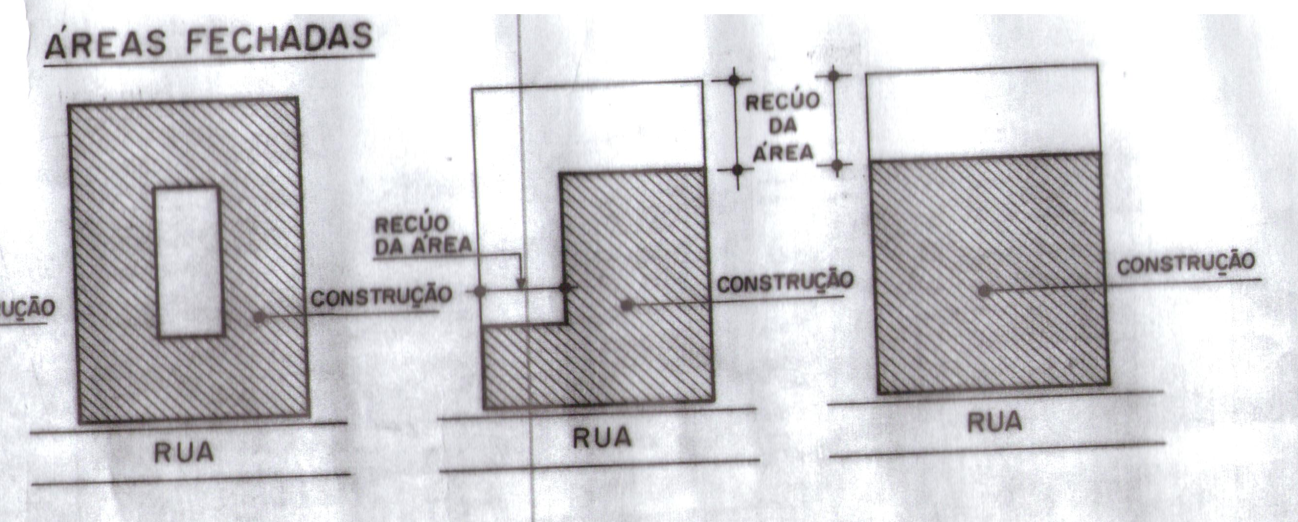 ÁREAS FECHADAS
RECÚO
DA
ÁREA
RECÚO
DA ÁREA
UÇÃO
CONSTRUÇÃO
CONSTRUÇÃO
CONSTRUÇÃO
RUA
RUA
RUA